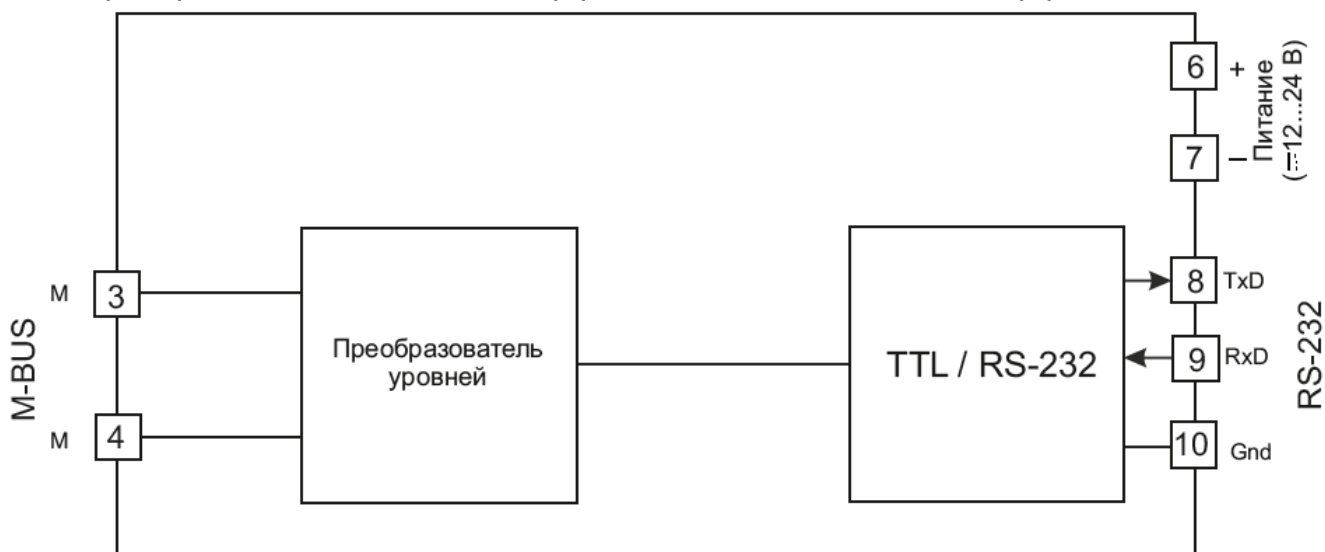 6
+
7
–
Питание
(⎓12...24 В)
M-BUS
М
3
М
4
Преобразователь
уровней
TTL / RS-232
8
TxD
9
RxD
10
Gnd
RS-232